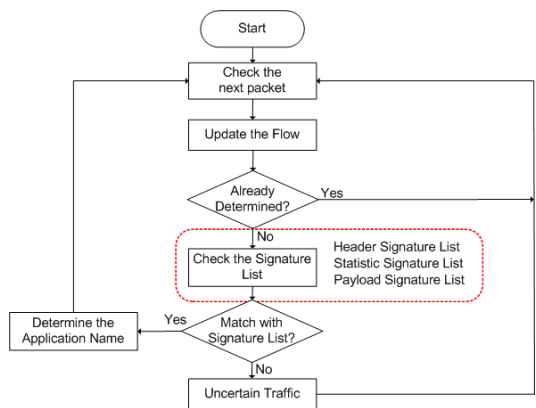 Start
Check the
next packet
Update the Flow
Already
Determined?
Yes
No
Check the Signature
List
Header Signature List
Statistic Signature List
Payload Signature List
Determine the
Application Name
Yes
Match with
Signature List?
No
Uncertain Traffic